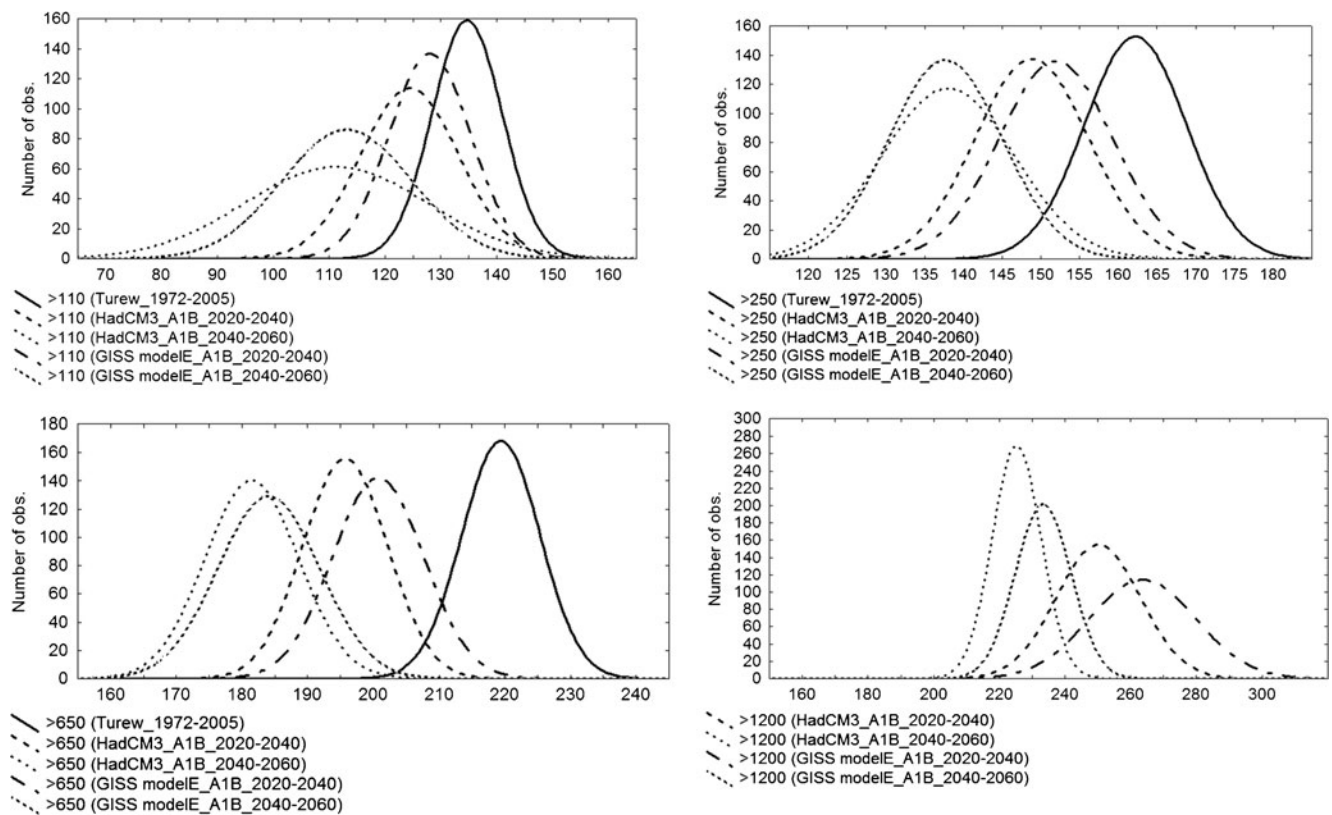 160
140
120
100
80
60
40
20
0
Number of obs.
70 80 90 100 110 120 130 140 150 160
>110 (Turew_1972-2005)
>110 (HadCM3_A1B_2020-2040)
>110 (HadCM3_A1B_2040-2060)
>110 (GISS modelE_A1B_2020-2040)
>110 (GISS modelE_A1B_2040-2060)
160
140
120
100
80
60
40
20
0
Number of obs.
120 125 130 135 140 145 150 155 160 165 170 175 180
>250 (Turew_1972-2005)
>250 (HadCM3_A1B_2020-2040)
>250 (HadCM3_A1B_2040-2060)
>250 (GISS modelE_A1B_2020-2040)
>250 (GISS modelE_A1B_2040-2060)
180
160
140
120
100
80
60
40
20
0
Number of obs.
160 170 180 190 200 210 220 230 240
>650 (Turew_1972-2005)
>650 (HadCM3_A1B_2020-2040)
>650 (HadCM3_A1B_2040-2060)
>650 (GISS modelE_A1B_2020-2040)
>650 (GISS modelE_A1B_2040-2060)
300
280
260
240
220
200
180
160
140
120
100
80
60
40
20
0
Number of obs.
160 180 200 220 240 260 280 300
>1200 (HadCM3_A1B_2020-2040)
>1200 (HadCM3_A1B_2040-2060)
>1200 (GISS modelE_A1B_2020-2040)
>1200 (GISS modelE_A1B_2040-2060)